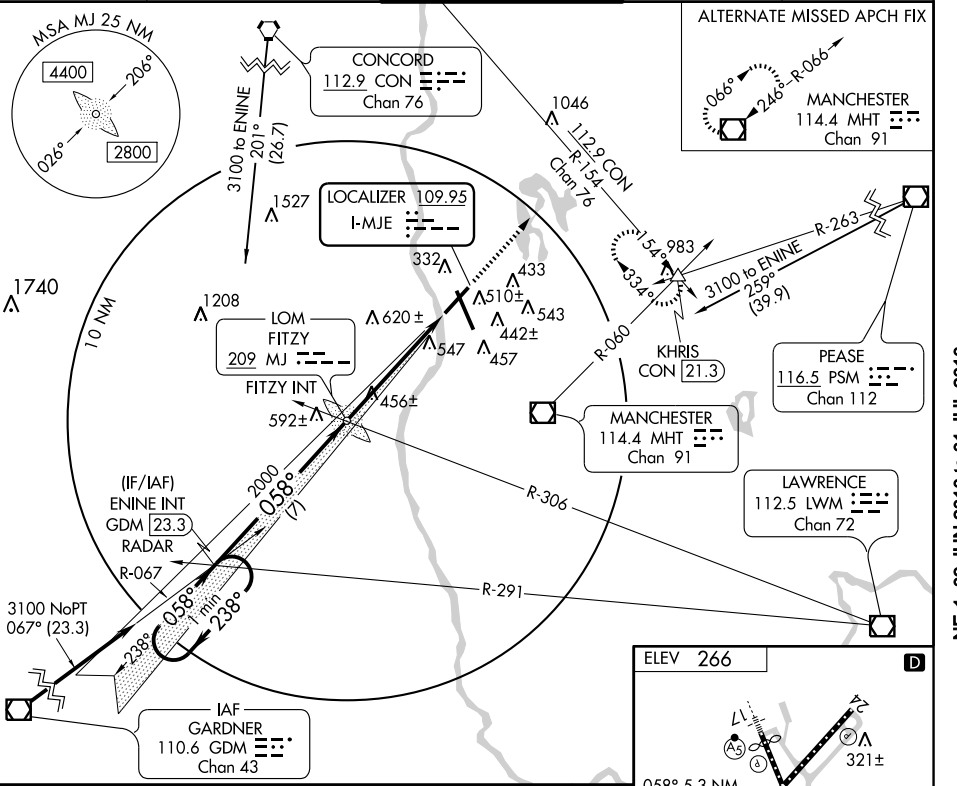 MSA MJ 25 NM
4400
206°
026°
2800
CONCORD
112.9 CON
Chan 76
3100 to ENINE
201°
(26.7)
1527
1046
112.9 CON
R-154
Chan 76
ALTERNATE MISSED APCH FIX
066°
246°
R-066
MANCHESTER
114.4 MHT
Chan 91
LOCALIZER 109.95
I-MJE
332
433
510±
543
442±
457
547
620±
1740
10 NM
1208
LOM
FITZY
209 MJ
FITZY INT
592±
456±
154°
334°
983
R-263
3100 to ENINE
259°
(39.9)
R-060
KHRIS
CON 21.3
PEASE
116.5 PSM
Chan 112
MANCHESTER
114.4 MHT
Chan 91
LAWRENCE
112.5 LWM
Chan 72
(IF/IAF)
ENINE INT
GDM 23.3
RADAR
R-067
2000
058°
(7)
R-306
R-291
3100 NoPT
067° (23.3)
238°
058°
1 min
238°
IAF
GARDNER
110.6 GDM
Chan 43
ELEV 266
D
17
24
A5
P
P
321±
058° 5.3 NM